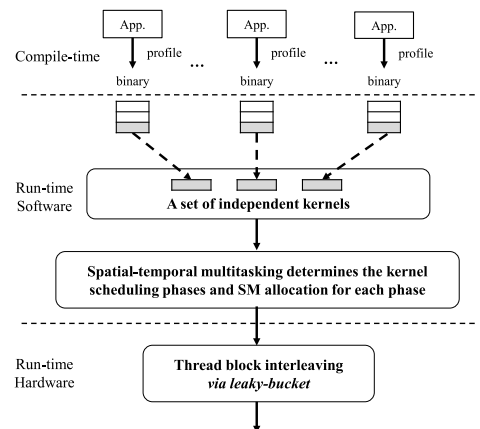 App. App. App.
Compile-time profile ... profile ... profile
binary binary binary
Run-time
Software
A set of independent kernels
Spatial-temporal multitasking determines the kernel
scheduling phases and SM allocation for each phase
Run-time
Hardware
Thread block interleaving
via leaky-bucket